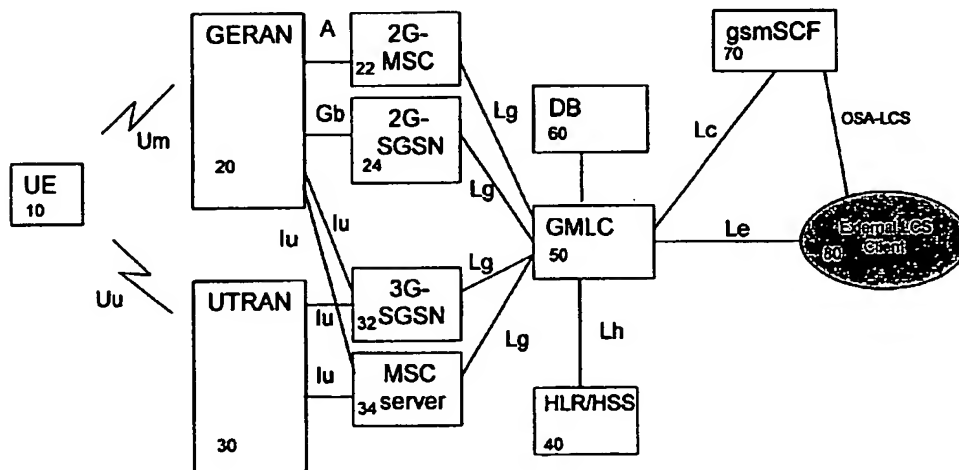 GERAN
20
A
2G-
MSC
22
gsmSCF
70
Gb
2G-
SGSN
24
Lg
DB
60
Lc
OSA-LCS
Um
UE
10
Lg
Iu
Iu
GMLC
50
Le
External LCS
Client
80
Uu
UTRAN
30
Iu
3G-
SGSN
32
Lg
Iu
MSC
server
34
Lg
Lh
HLR/HSS
40